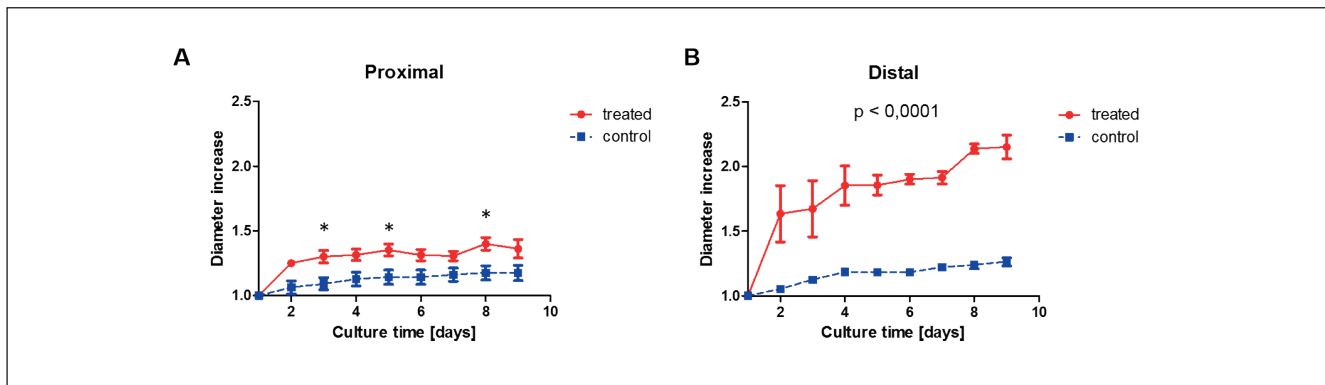 A
Proximal
2.5
2.0
1.5
1.0
Diameter increase
* * *
2 4 6 8 10
Culture time [days]
treated
control
B
Distal
p < 0,0001
2.5
2.0
1.5
1.0
Diameter increase
2 4 6 8 10
Culture time [days]
treated
control